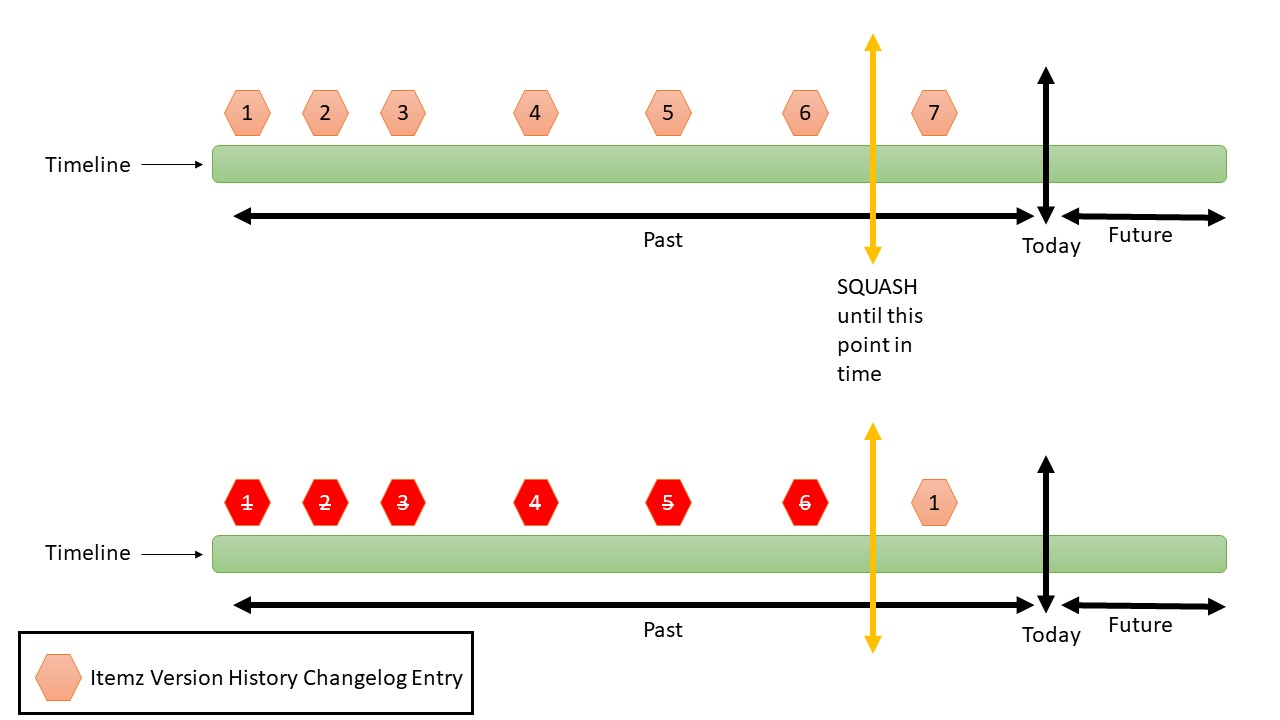 1 2 3 4 5 6 7
Timeline
Past
Today
Future
SQUASH
until this
point in
time
1 2 3 4 5 6 1
Timeline
Past
Today
Future
Itemz Version History Changelog Entry